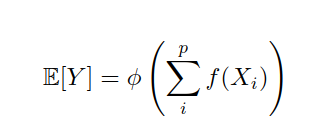 𝔼[Y] = ϕ(∑_i^p f(X_i))